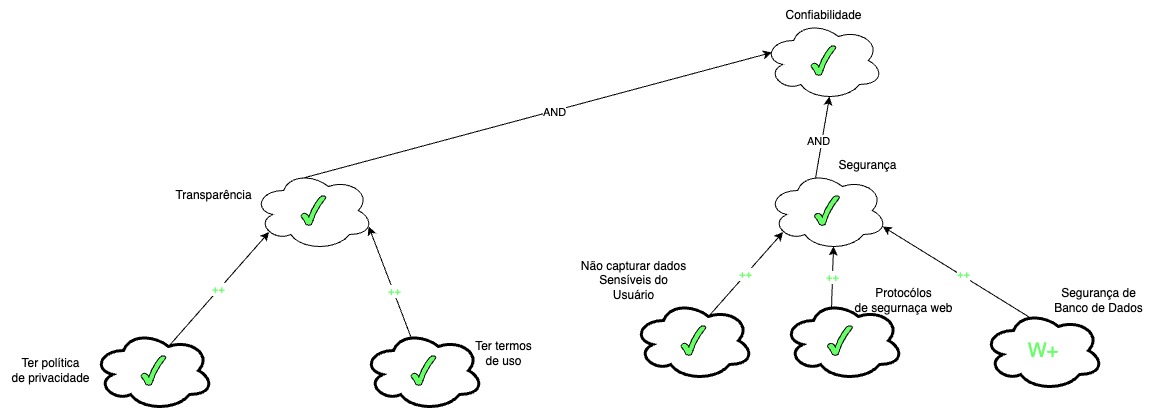 Confiabilidade
AND
AND
Segurança
Transparência
Não capturar dados
Sensíveis do
Usuário
++
++
++
++
++
Protocólos
de segurnaça web
Segurança de
Banco de Dados
Ter política
de privacidade
Ter termos
de uso
W+